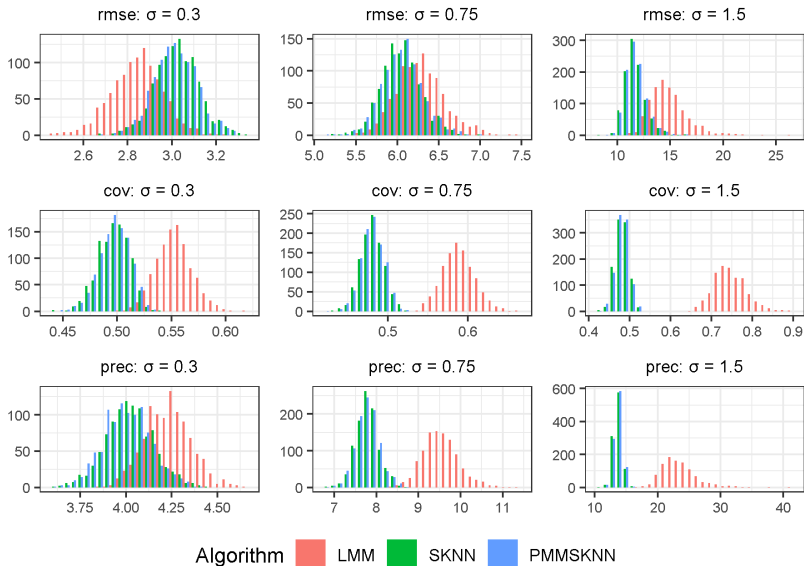 rmse: σ = 0.3
rmse: σ = 0.75
rmse: σ = 1.5
100
50
0
2.6 2.8 3.0 3.2
150
100
50
0
5.0 5.5 6.0 6.5 7.0 7.5
300
200
100
0
10 15 20 25
cov: σ = 0.3
cov: σ = 0.75
cov: σ = 1.5
150
100
50
0
0.45 0.50 0.55 0.60
250
200
150
100
50
0
0.5 0.6
300
200
100
0
0.4 0.5 0.6 0.7 0.8 0.9
prec: σ = 0.3
prec: σ = 0.75
prec: σ = 1.5
100
50
0
3.75 4.00 4.25 4.50
200
100
0
7 8 9 10 11
600
400
200
0
10 20 30 40
Algorithm LMM SKNN PMMSKNN